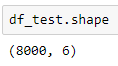 df_test.shape
(8000, 6)